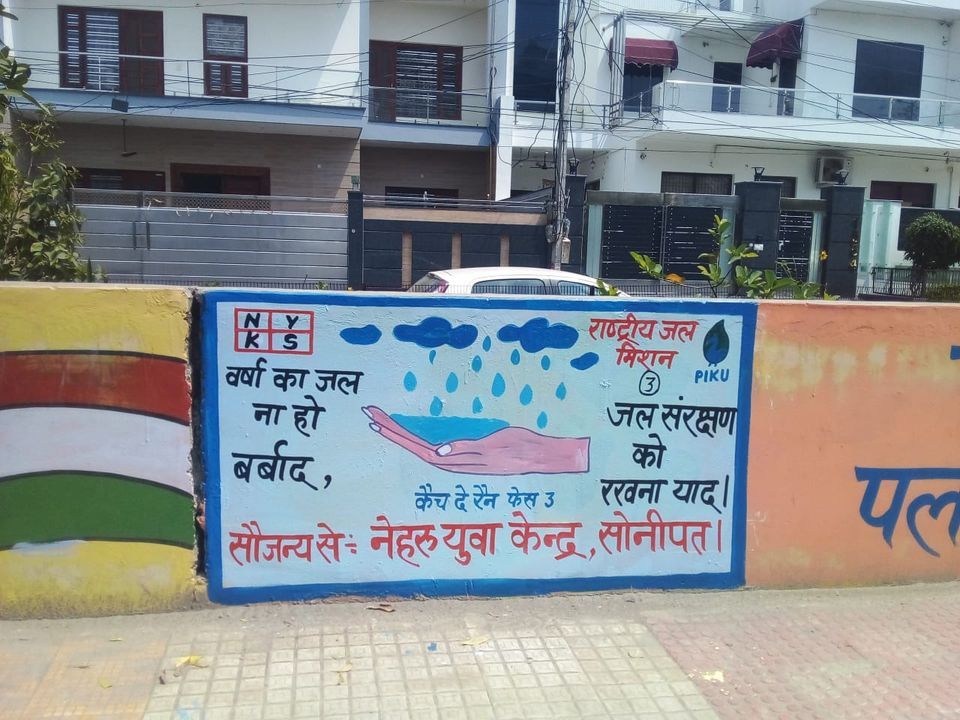 N Y
K S
वर्षा का जल
ना हो
बर्बाद,
राष्ट्रीय जल
मिशन
3
PIKU
जल संरक्षण
को
रखना याद।
कैच दे रैन फेस 3
सौजन्य से ÷ नेहरू युवा केन्द्र, सोनीपत।
पल